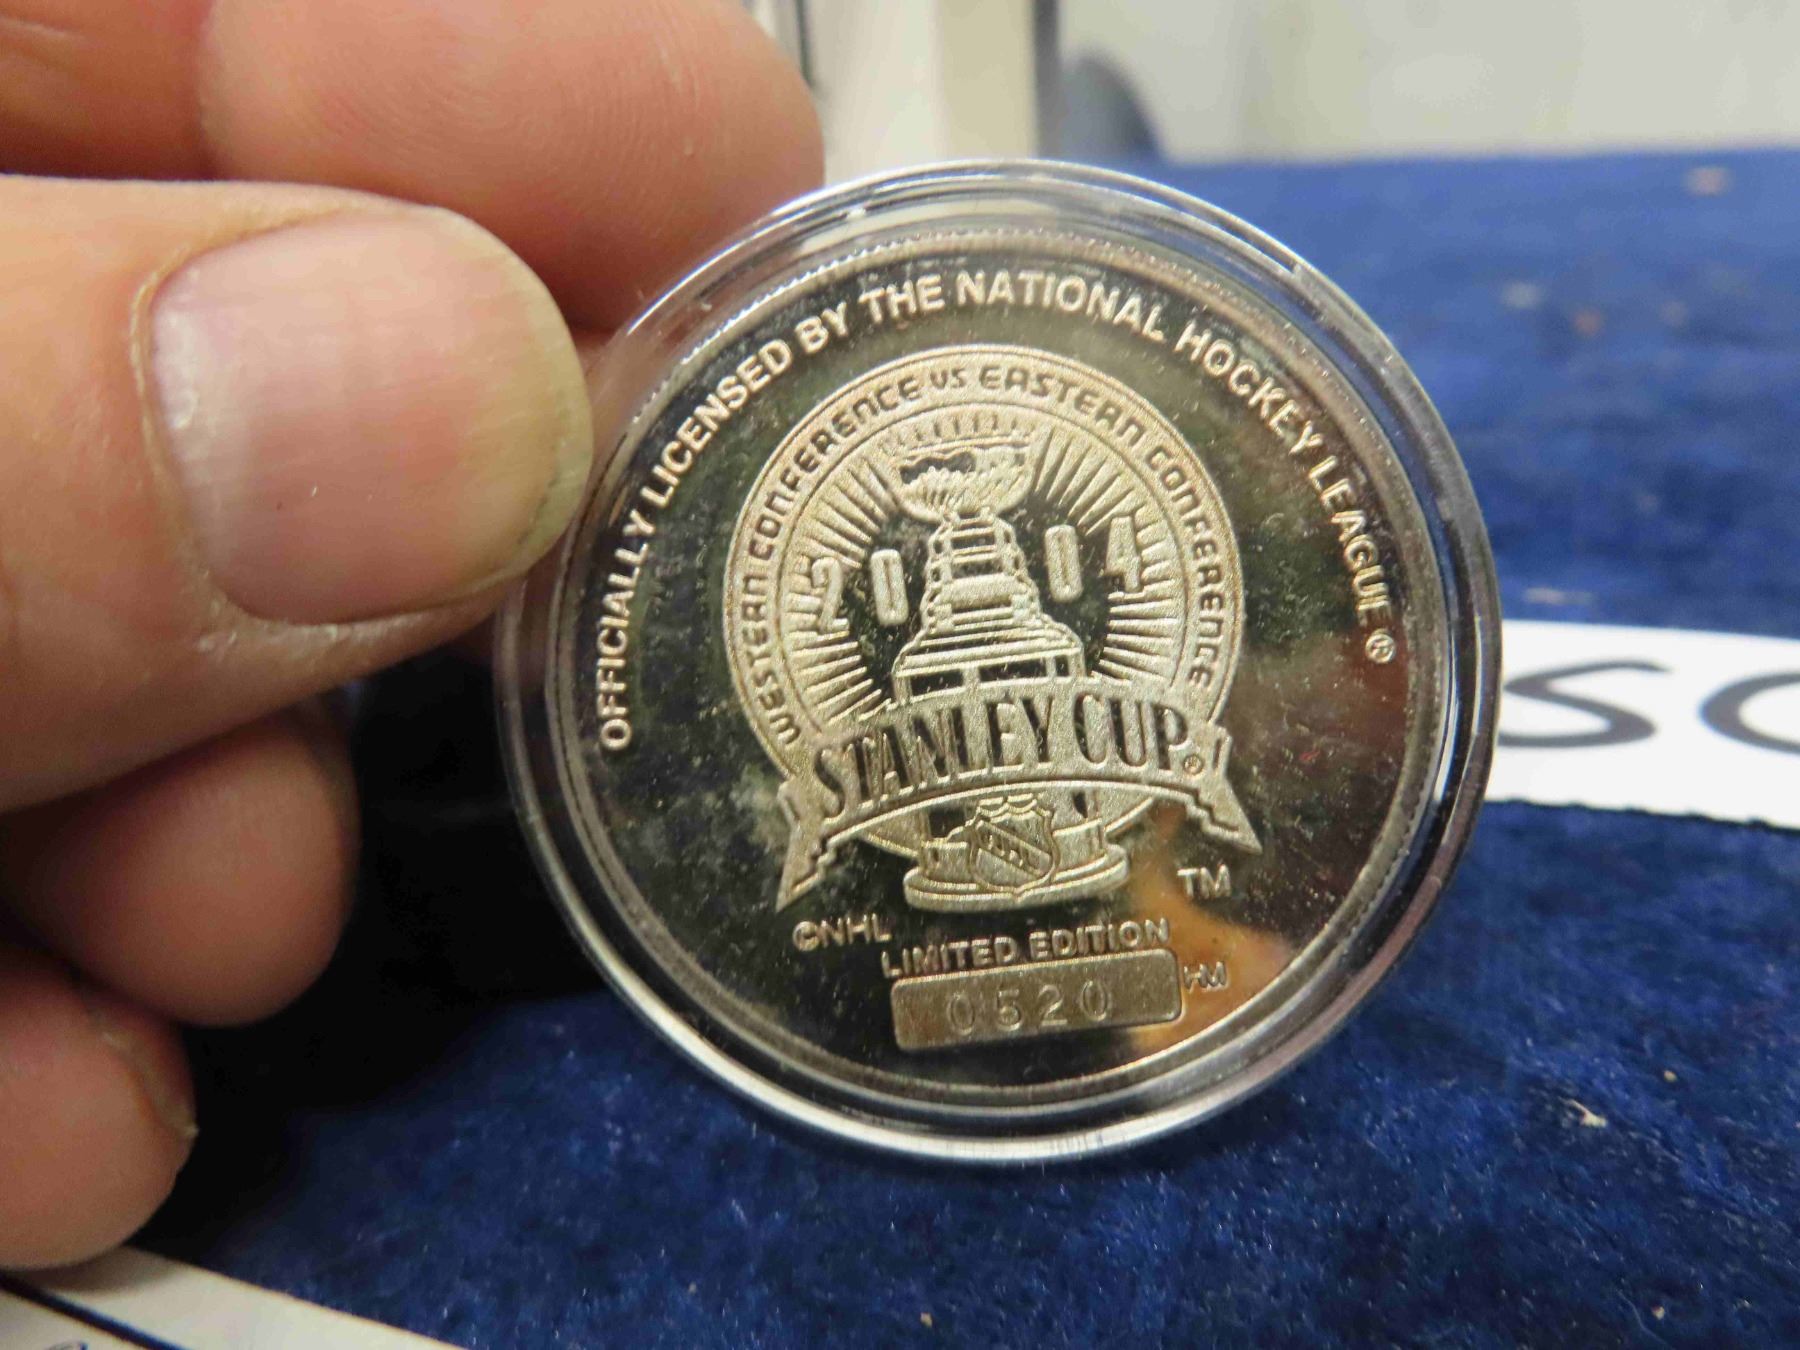 OFFICIALLY LICENSED BY THE NATIONAL HOCKEY LEAGUE ®
WESTERN CONFERENCE VS EASTERN CONFERENCE
2004
STANLEY CUP®
NHL
TM
©NHL
LIMITED EDITION
HM
0520